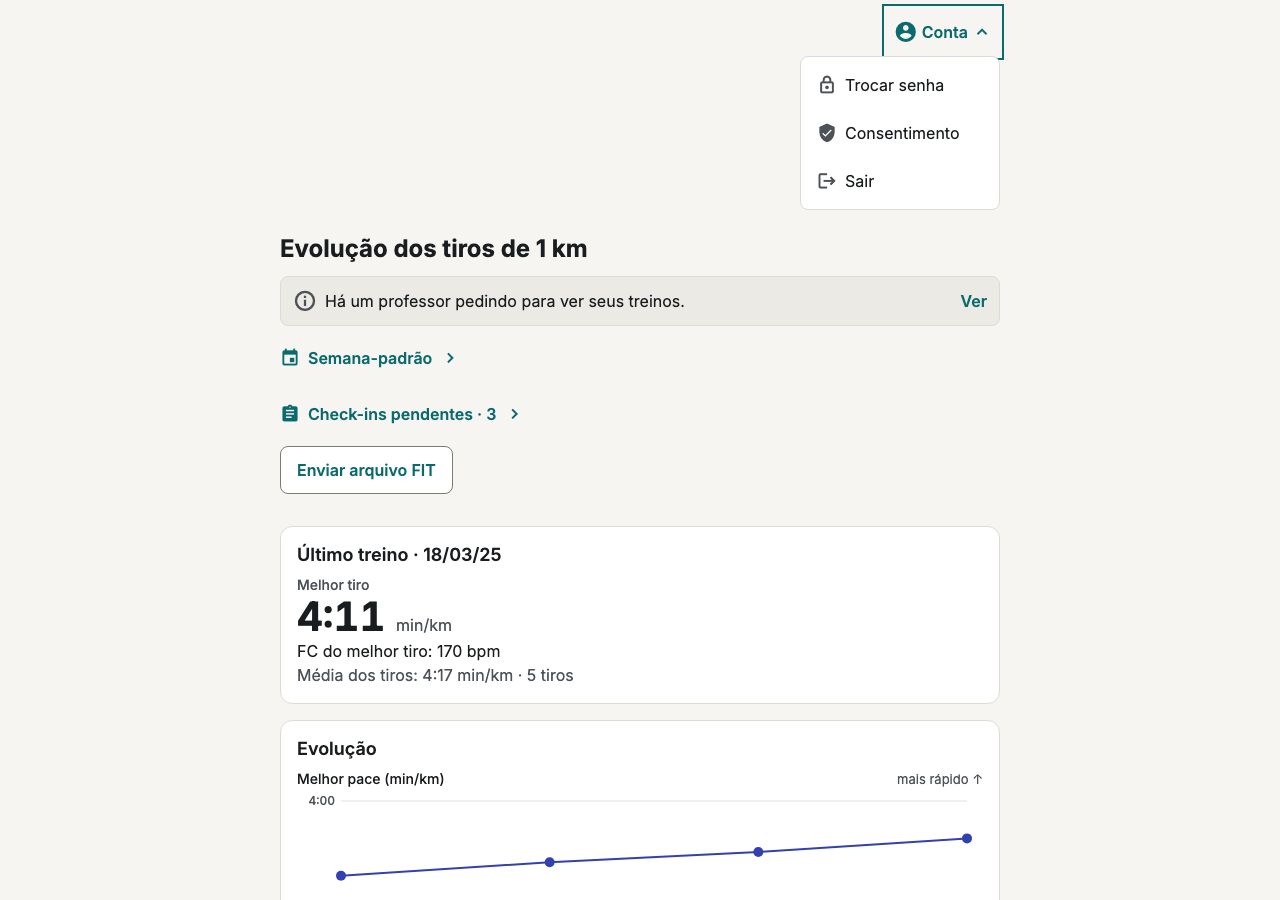 Conta
Trocar senha
Consentimento
Sair
Evolução dos tiros de 1 km
Há um professor pedindo para ver seus treinos. Ver
Semana-padrão
Check-ins pendentes · 3
Enviar arquivo FIT
Último treino · 18/03/25
Melhor tiro
4:11 min/km
FC do melhor tiro: 170 bpm
Média dos tiros: 4:17 min/km · 5 tiros
Evolução
Melhor pace (min/km) mais rápido ↑
4:00